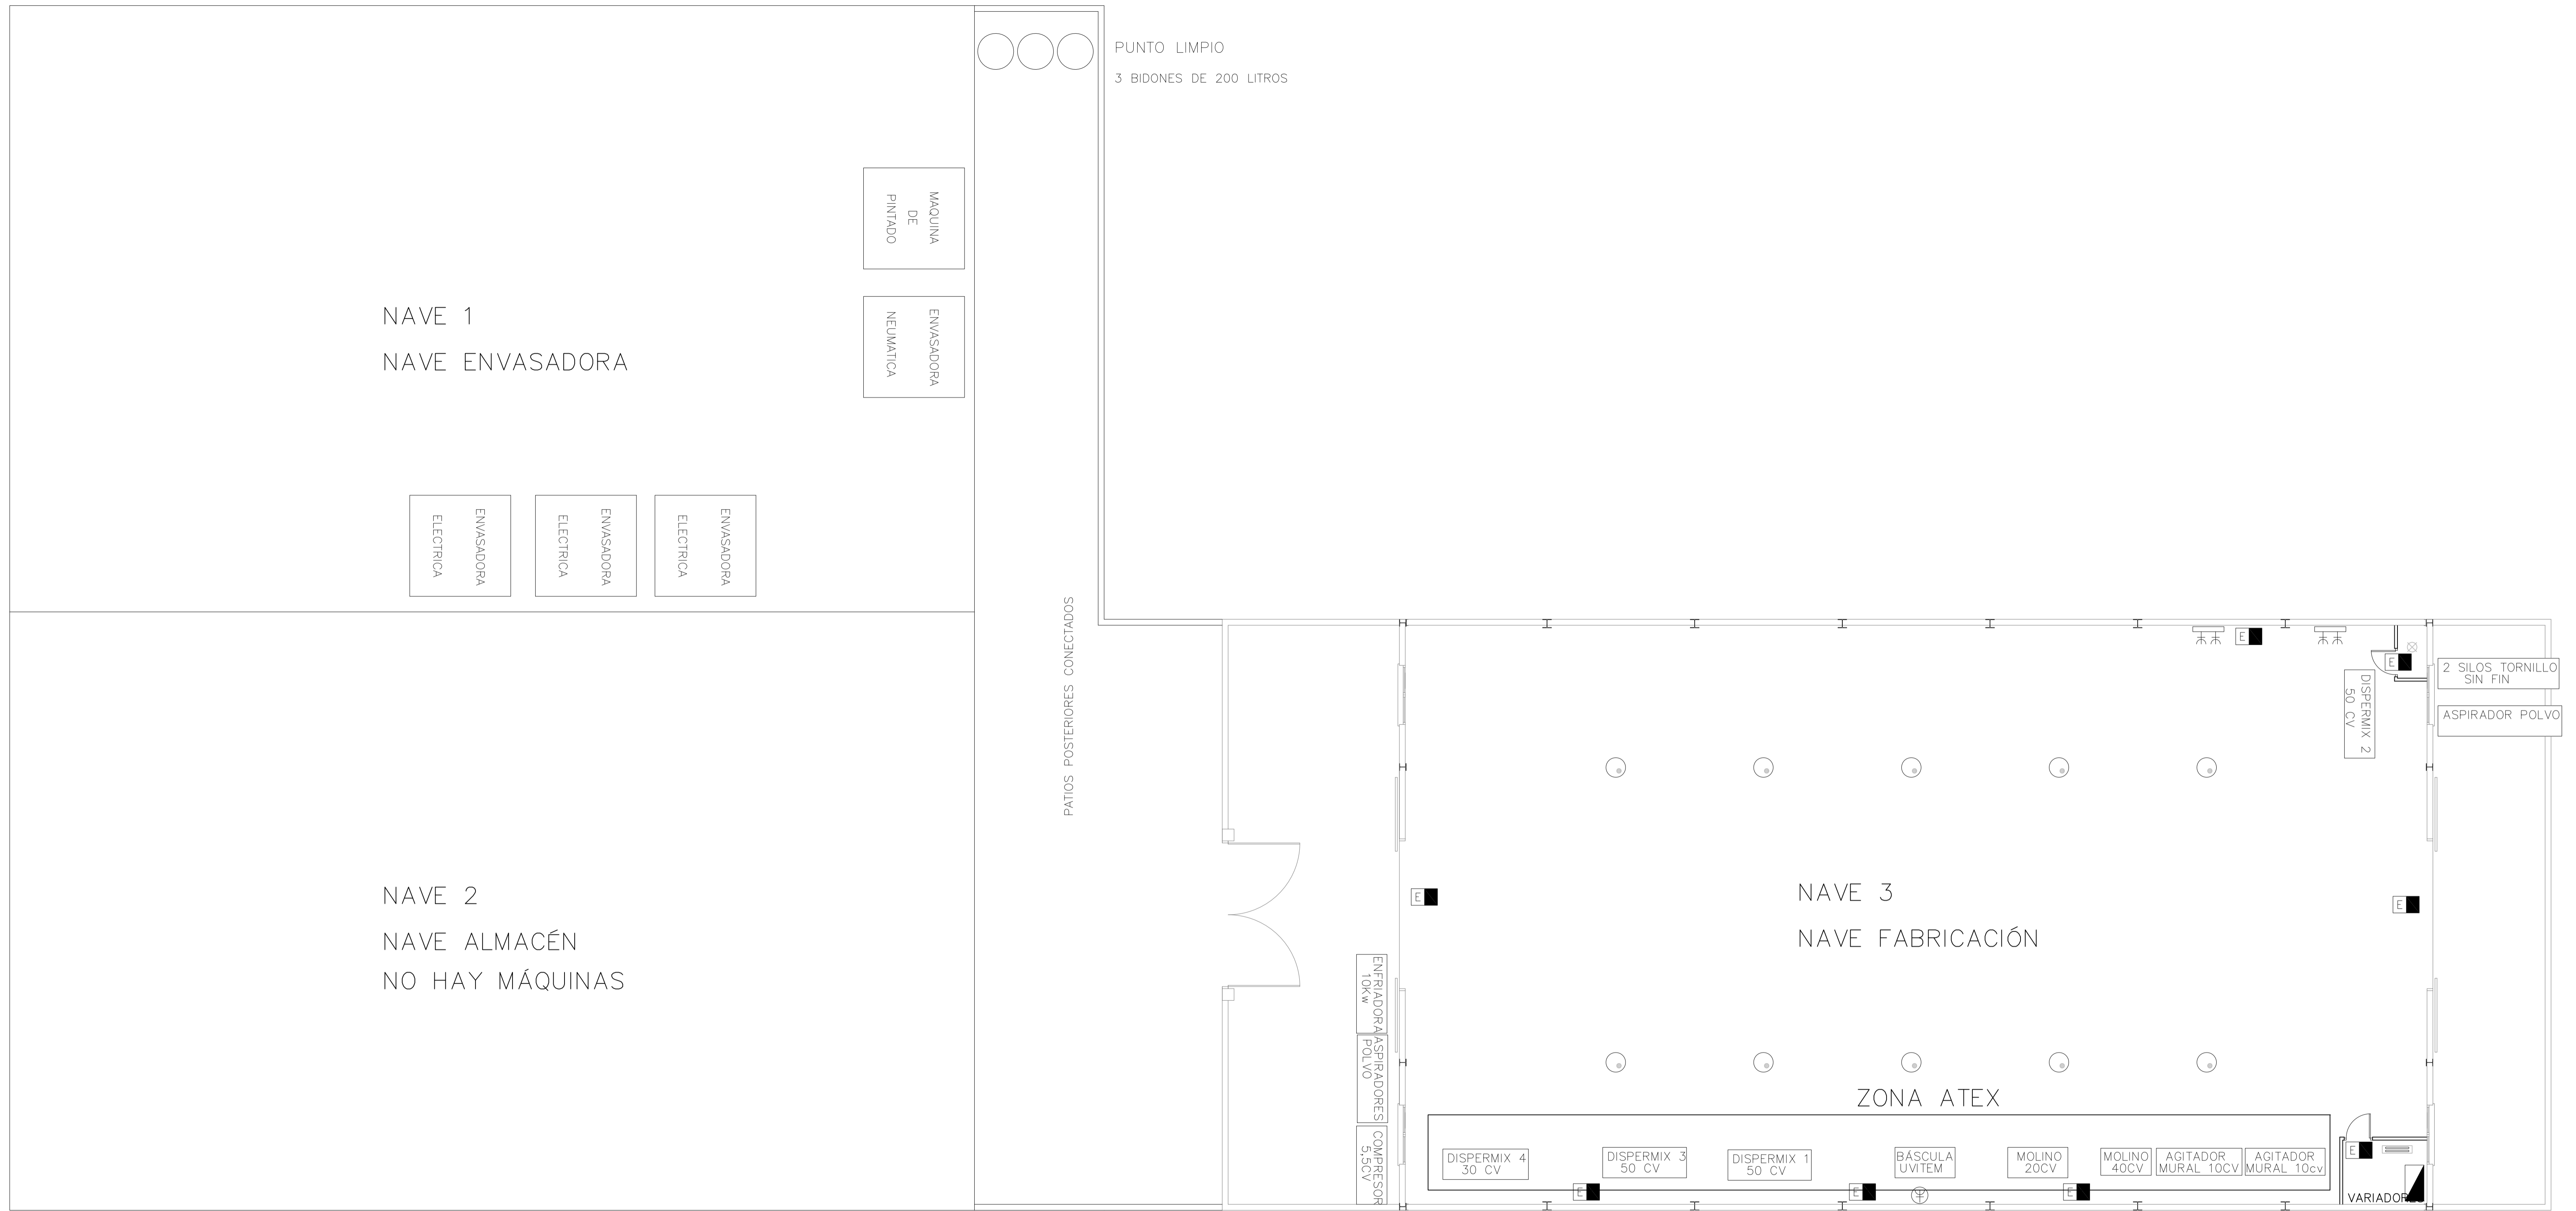 PUNTO LIMPIO
3 BIDONES DE 200 LITROS
MAQUINA
DE
PINTADO
NAVE 1
NAVE ENVASADORA
ENVASADORA
NEUMATICA
ENVASADORA
ELECTRICA
ENVASADORA
ELECTRICA
ENVASADORA
ELECTRICA
PATIOS POSTERIORES CONECTADOS
NAVE 2
NAVE ALMACÉN
NO HAY MÁQUINAS
E
E
2 SILOS TORNILLO
SIN FIN
ASPIRADOR POLVO
DISPERMIX 2
50 CV
E
E
NAVE 3
NAVE FABRICACIÓN
ENFRIADORA
10Kw
ASPIRADORES
POLVO
COMPRESOR
5,5CV
ZONA ATEX
DISPERMIX 4
30 CV
DISPERMIX 3
50 CV
DISPERMIX 1
50 CV
BÁSCULA
UVITEM
MOLINO
20CV
MOLINO
40CV
AGITADOR
MURAL 10CV
AGITADOR
MURAL 10cv
E
E
E
E
VARIADORES